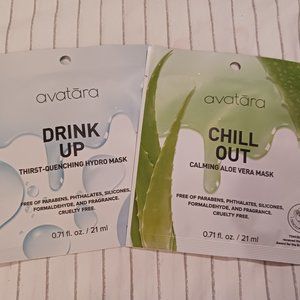 avatāra
DRINK
UP
THIRST-QUENCHING HYDRO MASK
FREE OF PARABENS, PHTHALATES, SILICONES,
FORMALDEHYDE, AND FRAGRANCE.
CRUELTY FREE.
0.71 fl. oz. / 21 ml
avatāra
CHILL
OUT
CALMING ALOE VERA MASK
FREE OF PARABENS, PHTHALATES, SILICONES,
FORMALDEHYDE, AND FRAGRANCE.
CRUELTY FREE.
0.71 fl. oz. / 21 ml